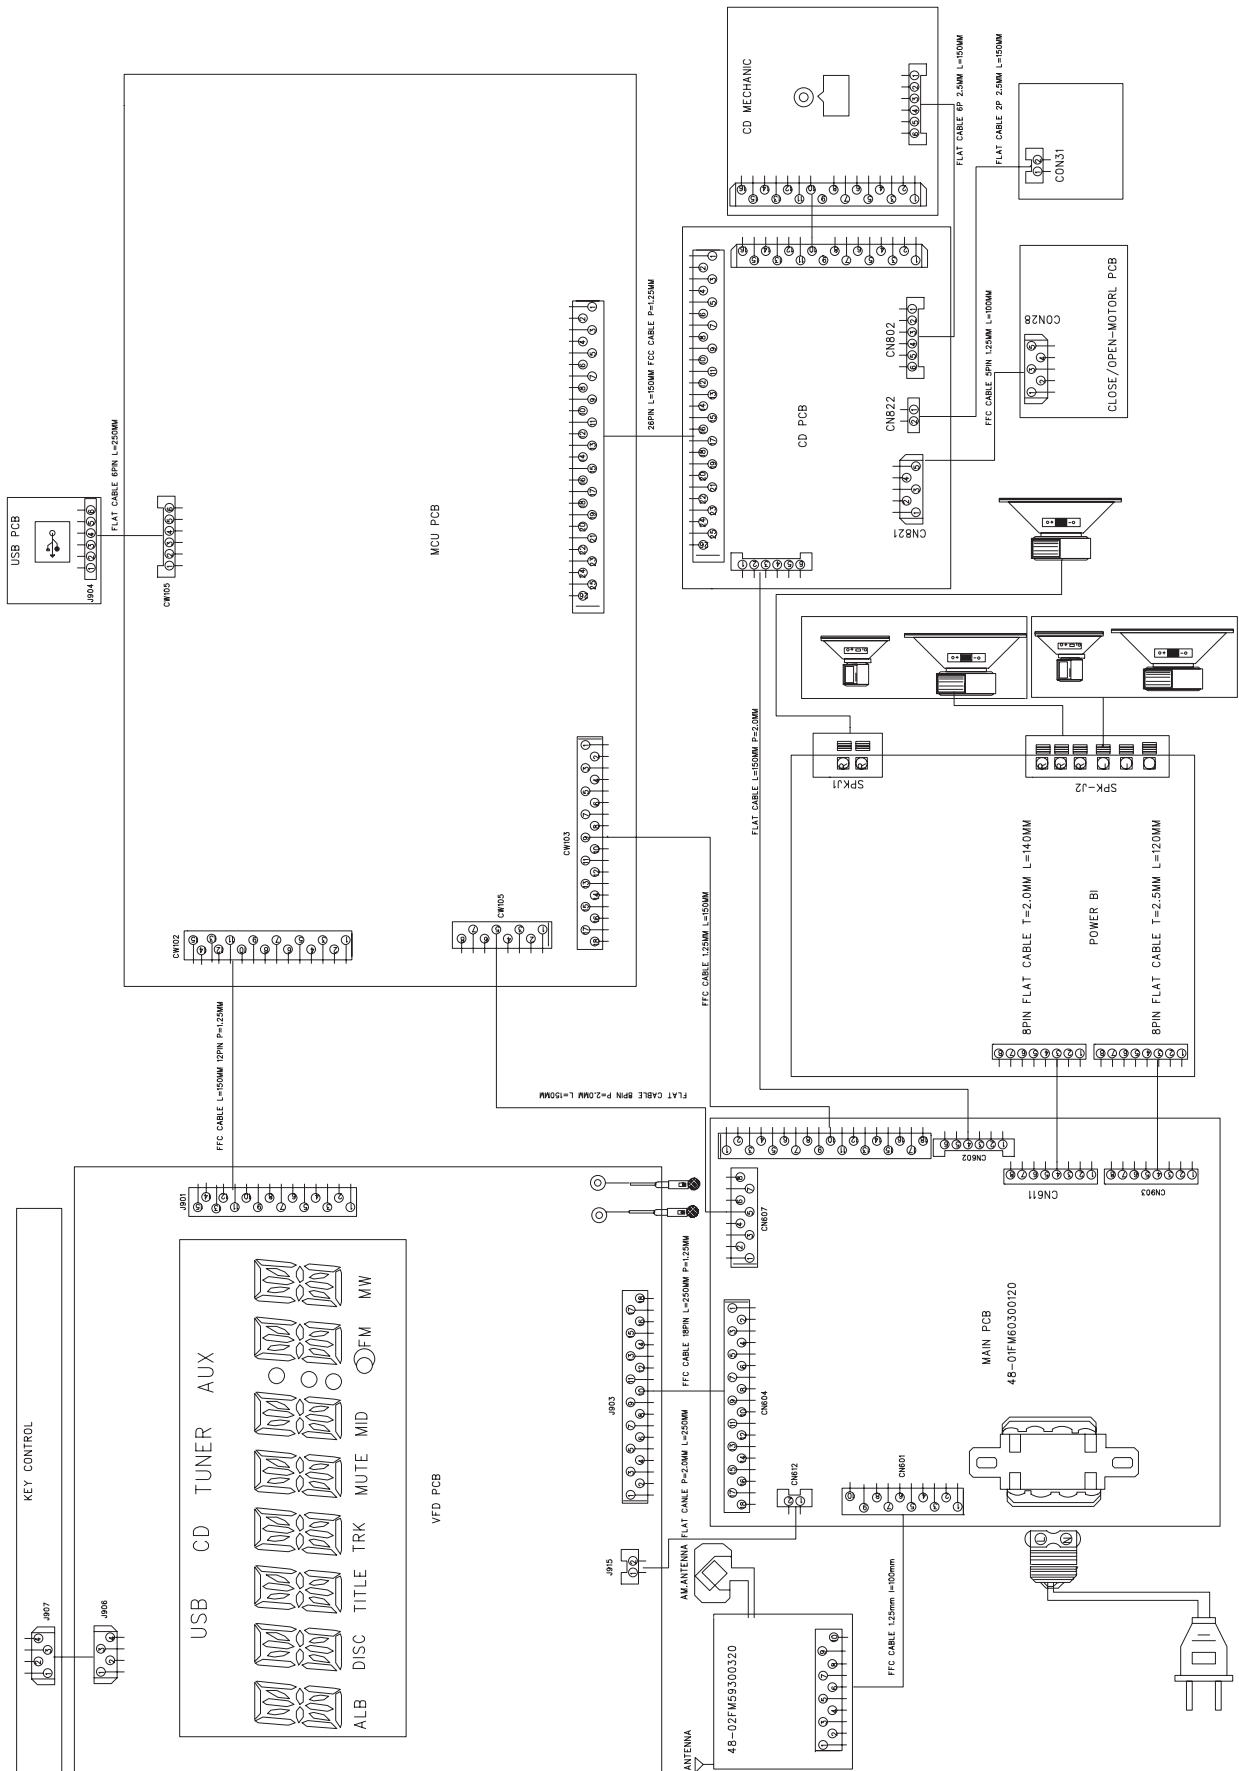 KEY CONTROL
J907
J906
USB CD TUNER AUX
ALB DISC TITLE TRK MUTE MID FM MW
VFD PCB
J901
J903
J915
FFC CABLE L=150MM 12PIN P=1.25MM
USB PCB
J904
FLAT CABLE 6PIN L=250MM
CW105
CW102
MCU PCB
CW105
CW103
26PIN L=150MM FCC CABLE P=1.25MM
FLAT CABLE 8PIN P=2.0MM L=150MM
FFC CABLE 1.25MM L=150MM
FFC CABLE 18PIN L=250MM P=1.25MM
FLAT CANLE P=2.0MM L=250MM
AM.ANTENNA
ANTENNA
48-02FM59300320
FFC CABLE 1.25mm l=100mm
CN604
CN607
CN612
CN601
CN602
CN611
CN903
MAIN PCB
48-01FM60300120
L
N
FLAT CABLE L=150MM P=2.0MM
8PIN FLAT CABLE T=2.0MM L=140MM
POWER BI
8PIN FLAT CABLE T=2.5MM L=120MM
SPKJ1
R R
SPK-J2
R R R L L L
CD MECHANIC
FLAT CABLE 6P 2.5MM L=150MM
FLAT CABLE 2P 2.5MM L=150MM
CON31
CD PCB
CN802
CN822
CN821
FFC CABLE 5PIN 1.25MM L=100MM
CON28
CLOSE/OPEN-MOTORL PCB